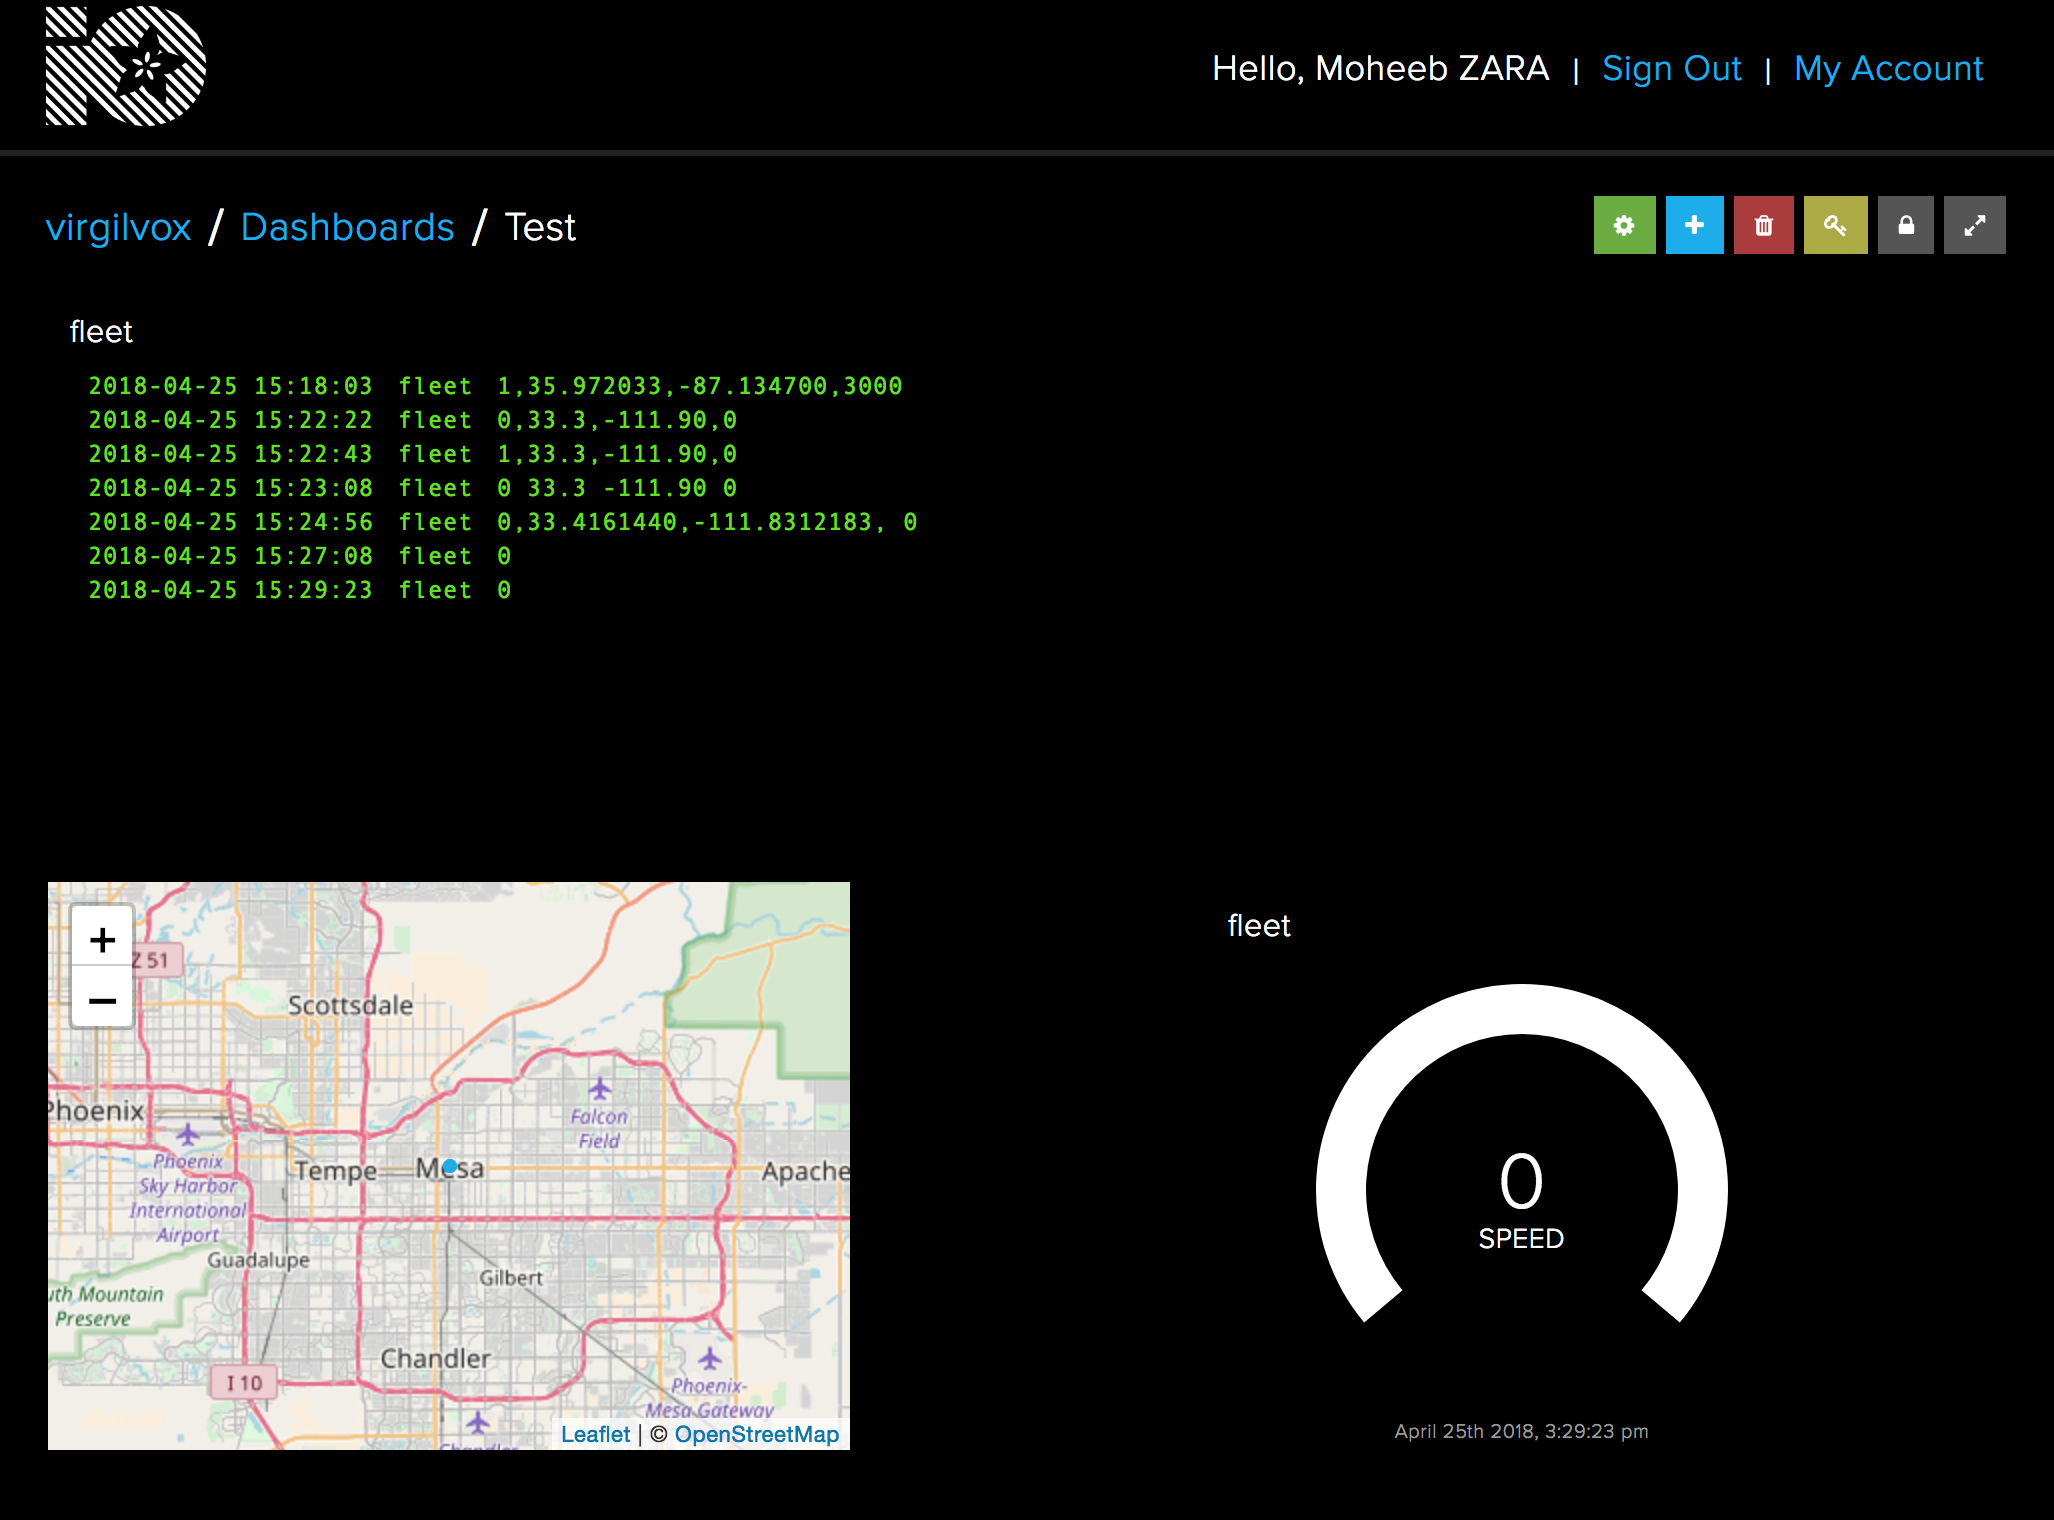 iO
Hello, Moheeb ZARA | Sign Out | My Account
virgilvox / Dashboards / Test
fleet
2018-04-25 15:18:03 fleet 1,35.972033,-87.134700,3000
2018-04-25 15:22:22 fleet 0,33.3,-111.90,0
2018-04-25 15:22:43 fleet 1,33.3,-111.90,0
2018-04-25 15:23:08 fleet 0 33.3 -111.90 0
2018-04-25 15:24:56 fleet 0,33.4161440,-111.8312183, 0
2018-04-25 15:27:08 fleet 0
2018-04-25 15:29:23 fleet 0
+
−
Z 51
Scottsdale
Phoenix
Falcon
Field
Phoenix
Sky Harbor
International
Airport
Tempe
Mesa
Apache
Guadalupe
Gilbert
uth Mountain
Preserve
Chandler
I 10
Phoenix-
Mesa Gateway
Leaflet | © OpenStreetMap
fleet
0
SPEED
April 25th 2018, 3:29:23 pm